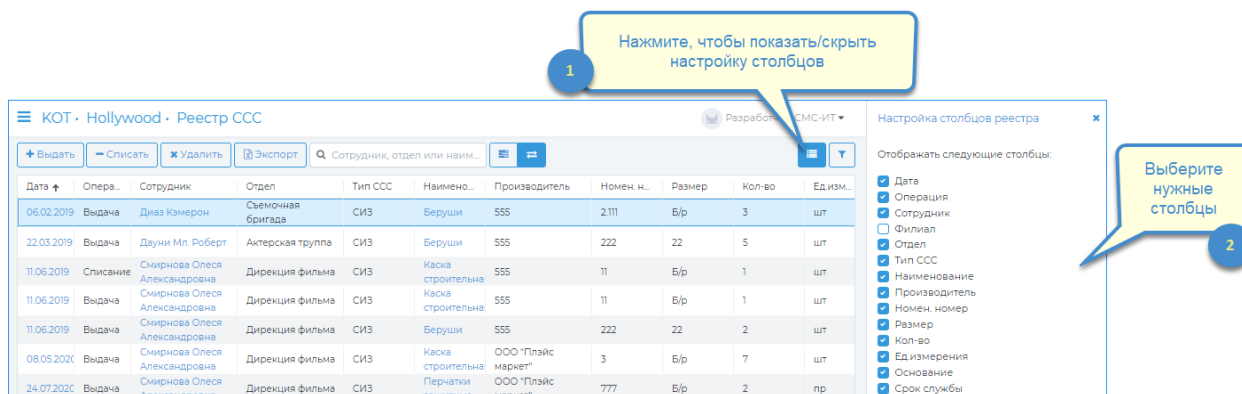 Нажмите, чтобы показать/скрыть
настройку столбцов
1
КОТ · Hollywood · Реестр ССС
СМС-ИТ
Настройка столбцов реестра
Выдать
Списать
Удалить
Экспорт
Сотрудник, отдел или наим...
Отображать следующие столбцы:
Выберите
нужные
столбцы
2
Дата Опера... Сотрудник Отдел Тип ССС Наимено... Производитель Номен. н... Размер Кол-во Ед.изм...
06.02.2019 Выдача Диаз Кэмерон Съемочная бригада СИЗ Беруши 555 2.111 Б/р 3 шт
22.03.2019 Выдача Дауни Мл. Роберт Актерская труппа СИЗ Беруши 555 222 22 5 шт
11.06.2019 Списание Смирнова Олеся Александровна Дирекция фильма СИЗ Каска строительна 555 11 Б/р 1 шт
11.06.2019 Выдача Смирнова Олеся Александровна Дирекция фильма СИЗ Каска строительна 555 11 Б/р 1 шт
11.06.2019 Выдача Смирнова Олеся Александровна Дирекция фильма СИЗ Беруши 555 222 22 2 шт
08.05.2020 Выдача Смирнова Олеся Александровна Дирекция фильма СИЗ Каска строительна ООО "Плэйс маркет" 3 Б/р 7 шт
24.07.2020 Выдача Смирнова Олеся Дирекция фильма СИЗ Перчатки ООО "Плэйс 777 Б/р 2 пр
Дата
Операция
Сотрудник
Филиал
Отдел
Тип ССС
Наименование
Производитель
Номен. номер
Размер
Кол-во
Ед.измерения
Основание
Срок службы